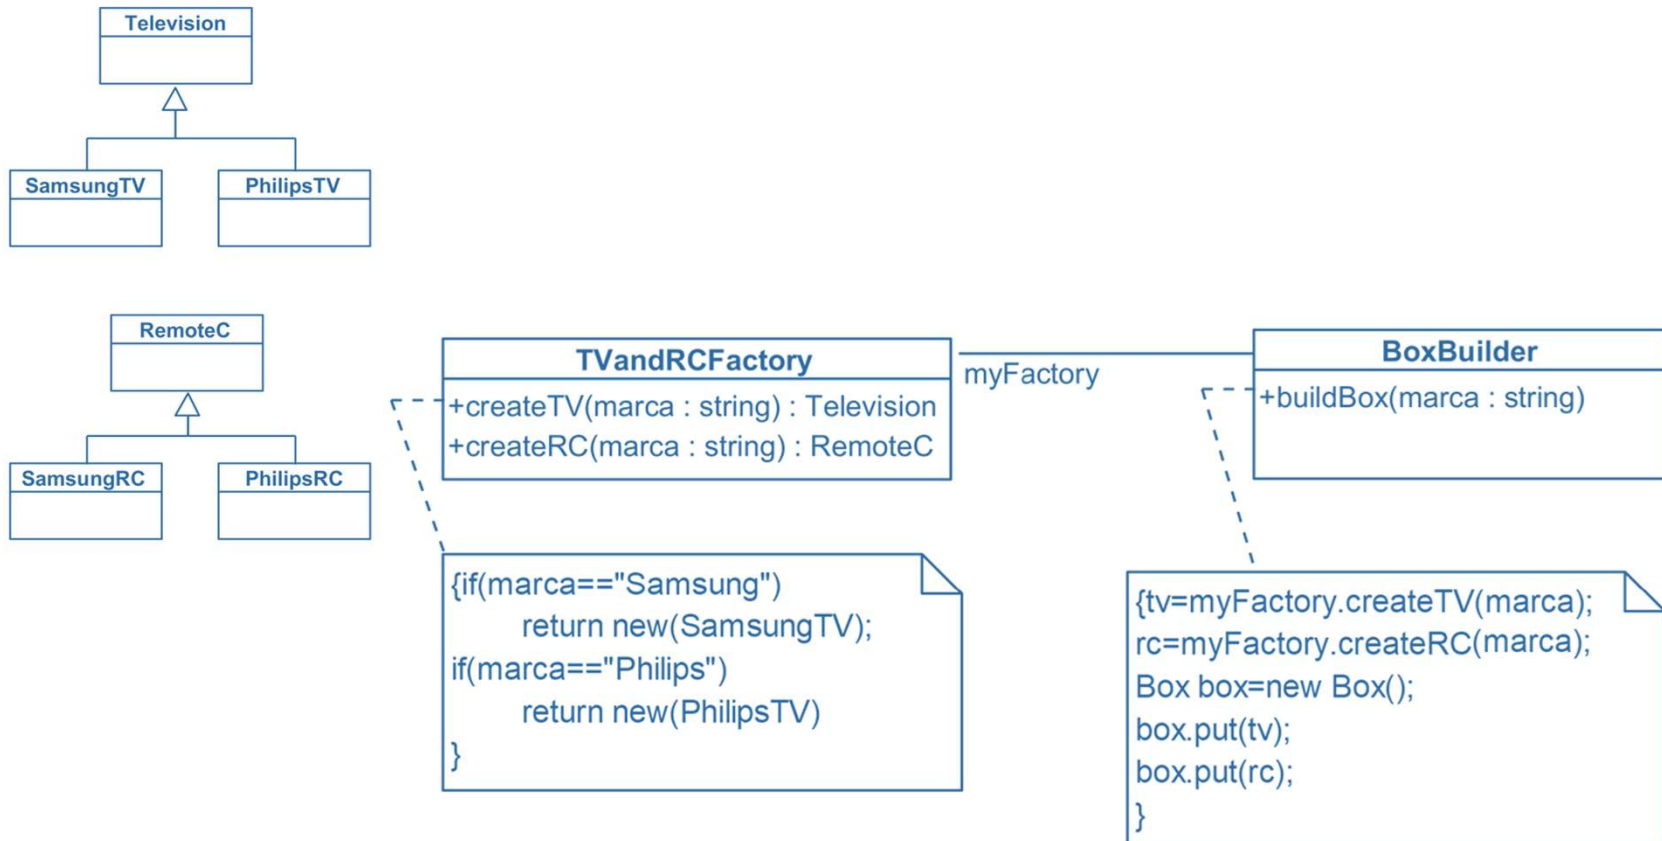 Television
SamsungTV
PhilipsTV
RemoteC
SamsungRC
PhilipsRC
TVandRCFactory
+createTV(marca : string) : Television
+createRC(marca : string) : RemoteC
myFactory
BoxBuilder
+buildBox(marca : string)
{if(marca=="Samsung")
return new(SamsungTV);
if(marca=="Philips")
return new(PhilipsTV)
}
{tv=myFactory.createTV(marca);
rc=myFactory.createRC(marca);
Box box=new Box();
box.put(tv);
box.put(rc);
}